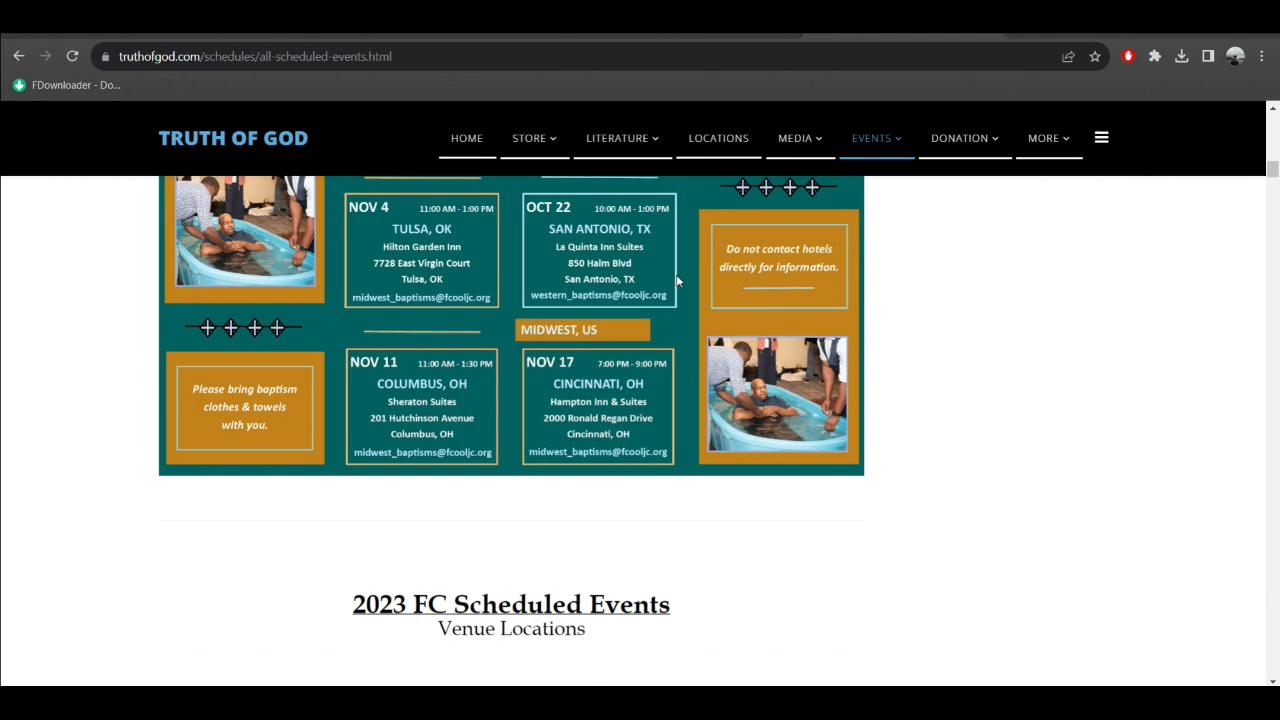 truthofgod.com/schedules/all-scheduled-events.html
FDownloader - Do...
TRUTH OF GOD
HOME
STORE
LITERATURE
LOCATIONS
MEDIA
EVENTS
DONATION
MORE
Please bring baptism
clothes & towels
with you.
NOV 4 11:00 AM - 1:00 PM
TULSA, OK
Hilton Garden Inn
7728 East Virgin Court
Tulsa, OK
midwest_baptisms@fcooljc.org
OCT 22 10:00 AM - 1:00 PM
SAN ANTONIO, TX
La Quinta Inn Suites
850 Halm Blvd
San Antonio, TX
western_baptisms@fcooljc.org
MIDWEST, US
NOV 11 11:00 AM - 1:30 PM
COLUMBUS, OH
Sheraton Suites
201 Hutchinson Avenue
Columbus, OH
midwest_baptisms@fcooljc.org
NOV 17 7:00 PM - 9:00 PM
CINCINNATI, OH
Hampton Inn & Suites
2000 Ronald Regan Drive
Cincinnati, OH
midwest_baptisms@fcooljc.org
Do not contact hotels
directly for information.
2023 FC Scheduled Events
Venue Locations